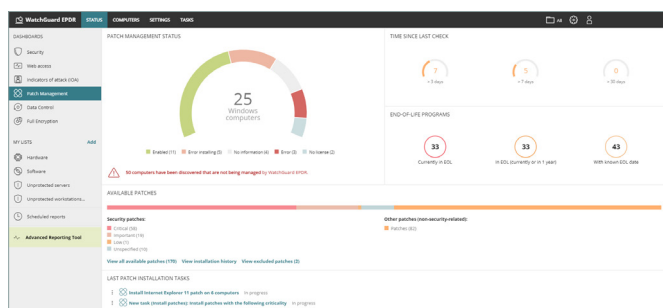 WatchGuard EPDR STATUS COMPUTERS SETTINGS TASKS All
DASHBOARDS
Security
Web access
Indicators of attack (IOA)
Patch Management
Data Control
Full Encryption
MY LISTS Add
Hardware
Software
Unprotected servers
Unprotected workstations...
Scheduled reports
Advanced Reporting Tool
PATCH MANAGEMENT STATUS
25
Windows
computers
Enabled (11) Error installing (5) No information (4) Error (3) No license (2)
60 computers have been discovered that are not being managed by WatchGuard EPDR.
TIME SINCE LAST CHECK
7
5
0
> 3 days
> 7 days
> 30 days
END-OF-LIFE PROGRAMS
33
33
43
Currently in EOL
In EOL (currently or in 1 year)
With known EOL date
AVAILABLE PATCHES
Security patches:
Critical (58)
Important (19)
Low (1)
Unspecified (10)
Other patches (non-security-related):
Patches (82)
View all available patches (170) View installation history View excluded patches (2)
LAST PATCH INSTALLATION TASKS
Install Internet Explorer 11 patch on 8 computers In progress
New task (Install patches): Install patches with the following criticality In progress